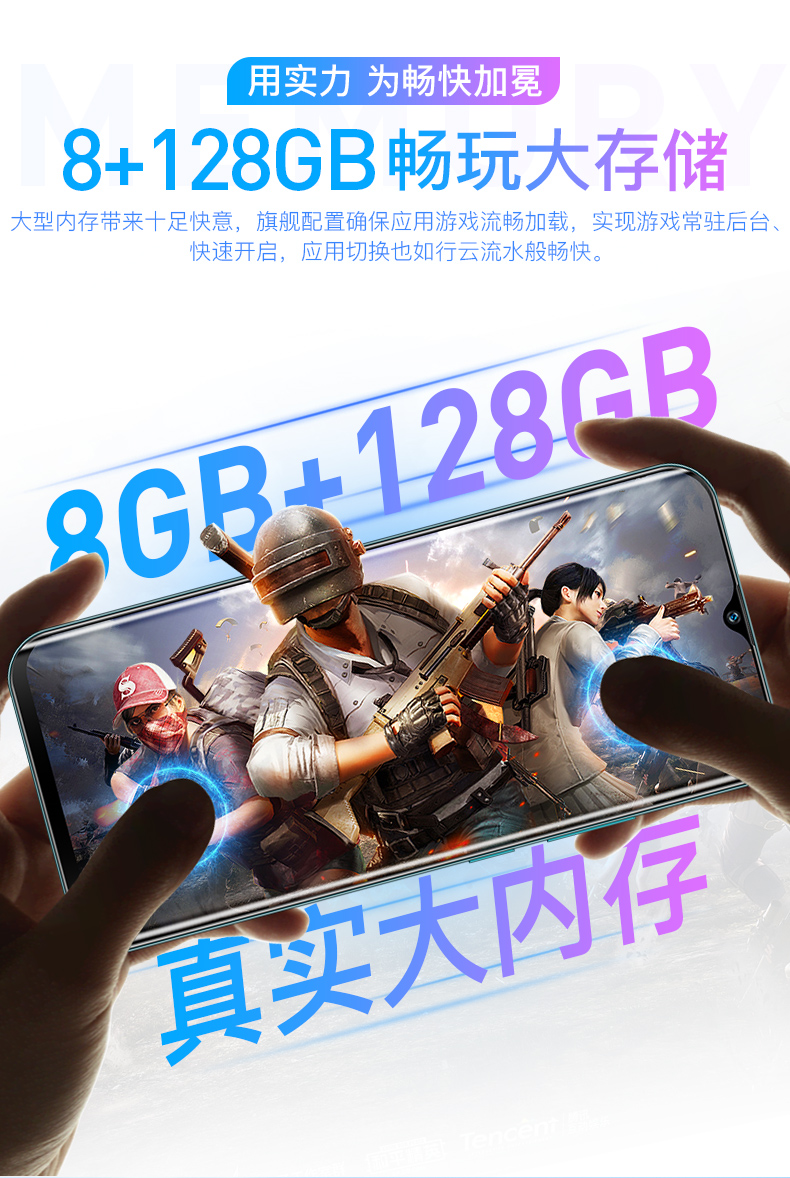 MEMORY
用实力 为畅快加冕
8+128GB畅玩大存储
大型内存带来十足快意，旗舰配置确保应用游戏流畅加载，实现游戏常驻后台、
快速开启，应用切换也如行云流水般畅快。
8GB+128GB
S
真实大内存
Tencent